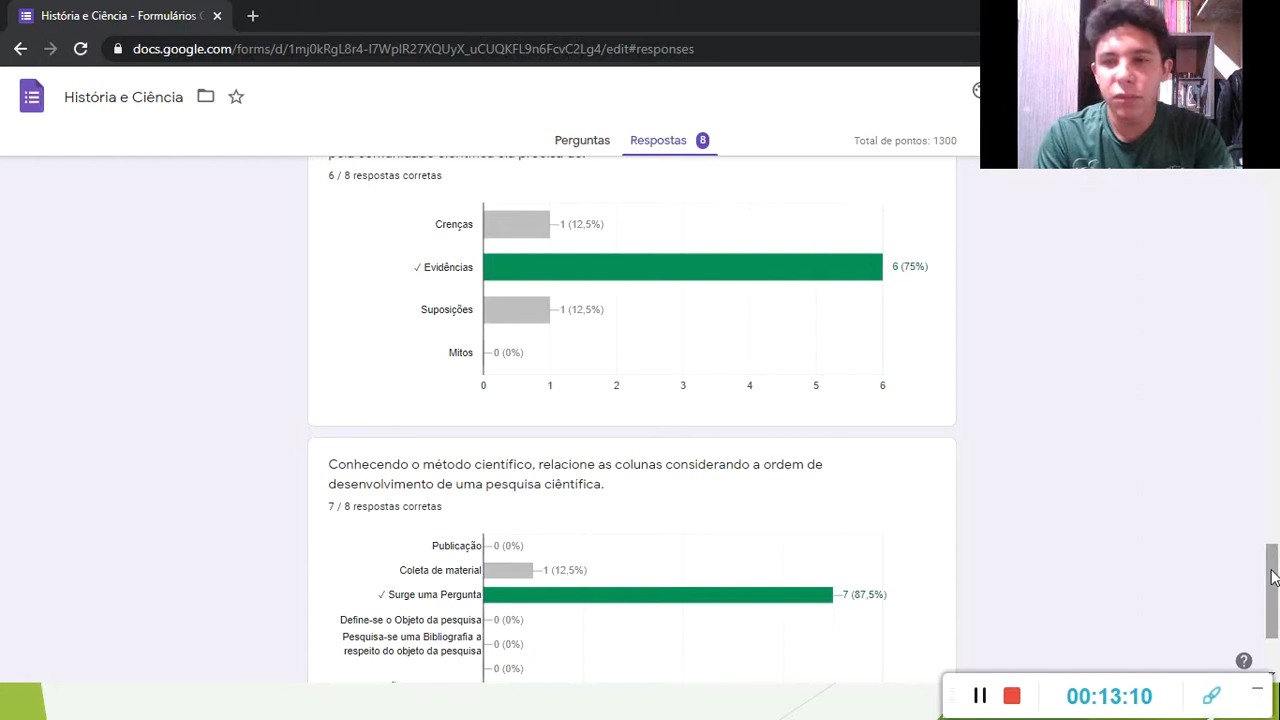 História e Ciência - Formulários
docs.google.com/forms/d/1mj0kRgL8r4-I7WpIR27XQUyX_uCUQKFL9n6FcvC2Lg4/edit#responses
História e Ciência
Perguntas Respostas 8 Total de pontos: 1300
6 / 8 respostas corretas
Crenças 1 (12,5%)
✓ Evidências 6 (75%)
Suposições 1 (12,5%)
Mitos 0 (0%)
0 1 2 3 4 5 6
Conhecendo o método científico, relacione as colunas considerando a ordem de
desenvolvimento de uma pesquisa ciêntífica.
7 / 8 respostas corretas
Publicação 0 (0%)
Coleta de material 1 (12,5%)
✓ Surge uma Pergunta 7 (87,5%)
Define-se o Objeto da pesquisa 0 (0%)
Pesquisa-se uma Bibliografia a
respeito do objeto da pesquisa 0 (0%)
0 (0%)
00:13:10